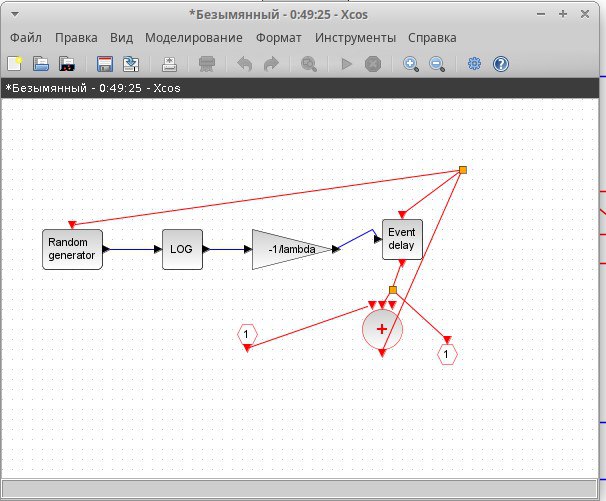 *Безымянный - 0:49:25 - Xcos
Файл Правка Вид Моделирование Формат Инструменты Справка
*Безымянный - 0:49:25 - Xcos
Random
generator
LOG
-1/lambda
Event
delay
1
+
1